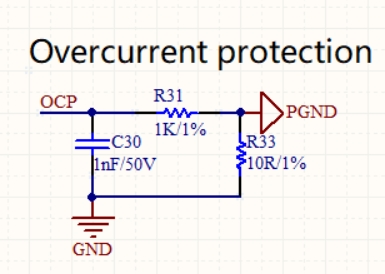 Overcurrent protection
OCP
R31
PGND
1K/1%
C30
R33
1nF/50V
10R/1%
GND